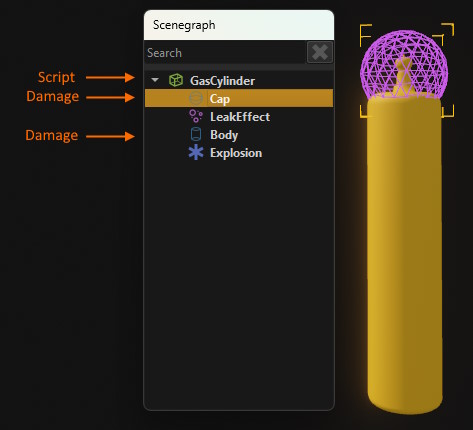 Scenegraph
Search
Script
GasCylinder
Damage
Cap
LeakEffect
Damage
Body
Explosion